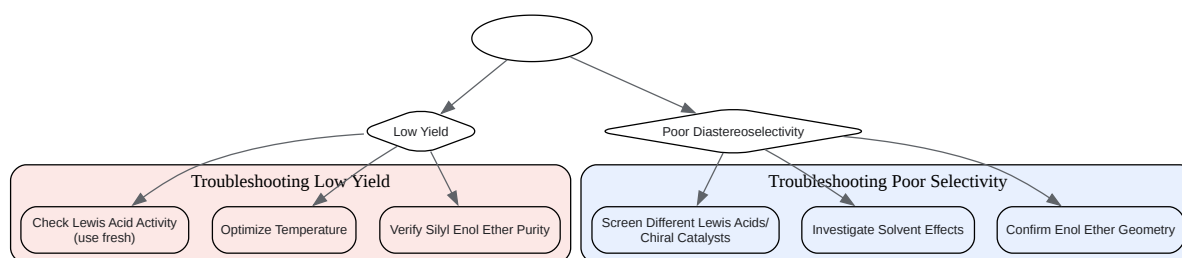 Low Yield
Poor Diastereoselectivity
Troubleshooting Low Yield
Troubleshooting Poor Selectivity
Check Lewis Acid Activity
(use fresh)
Optimize Temperature
Verify Silyl Enol Ether Purity
Screen Different Lewis Acids/
Chiral Catalysts
Investigate Solvent Effects
Confirm Enol Ether Geometry